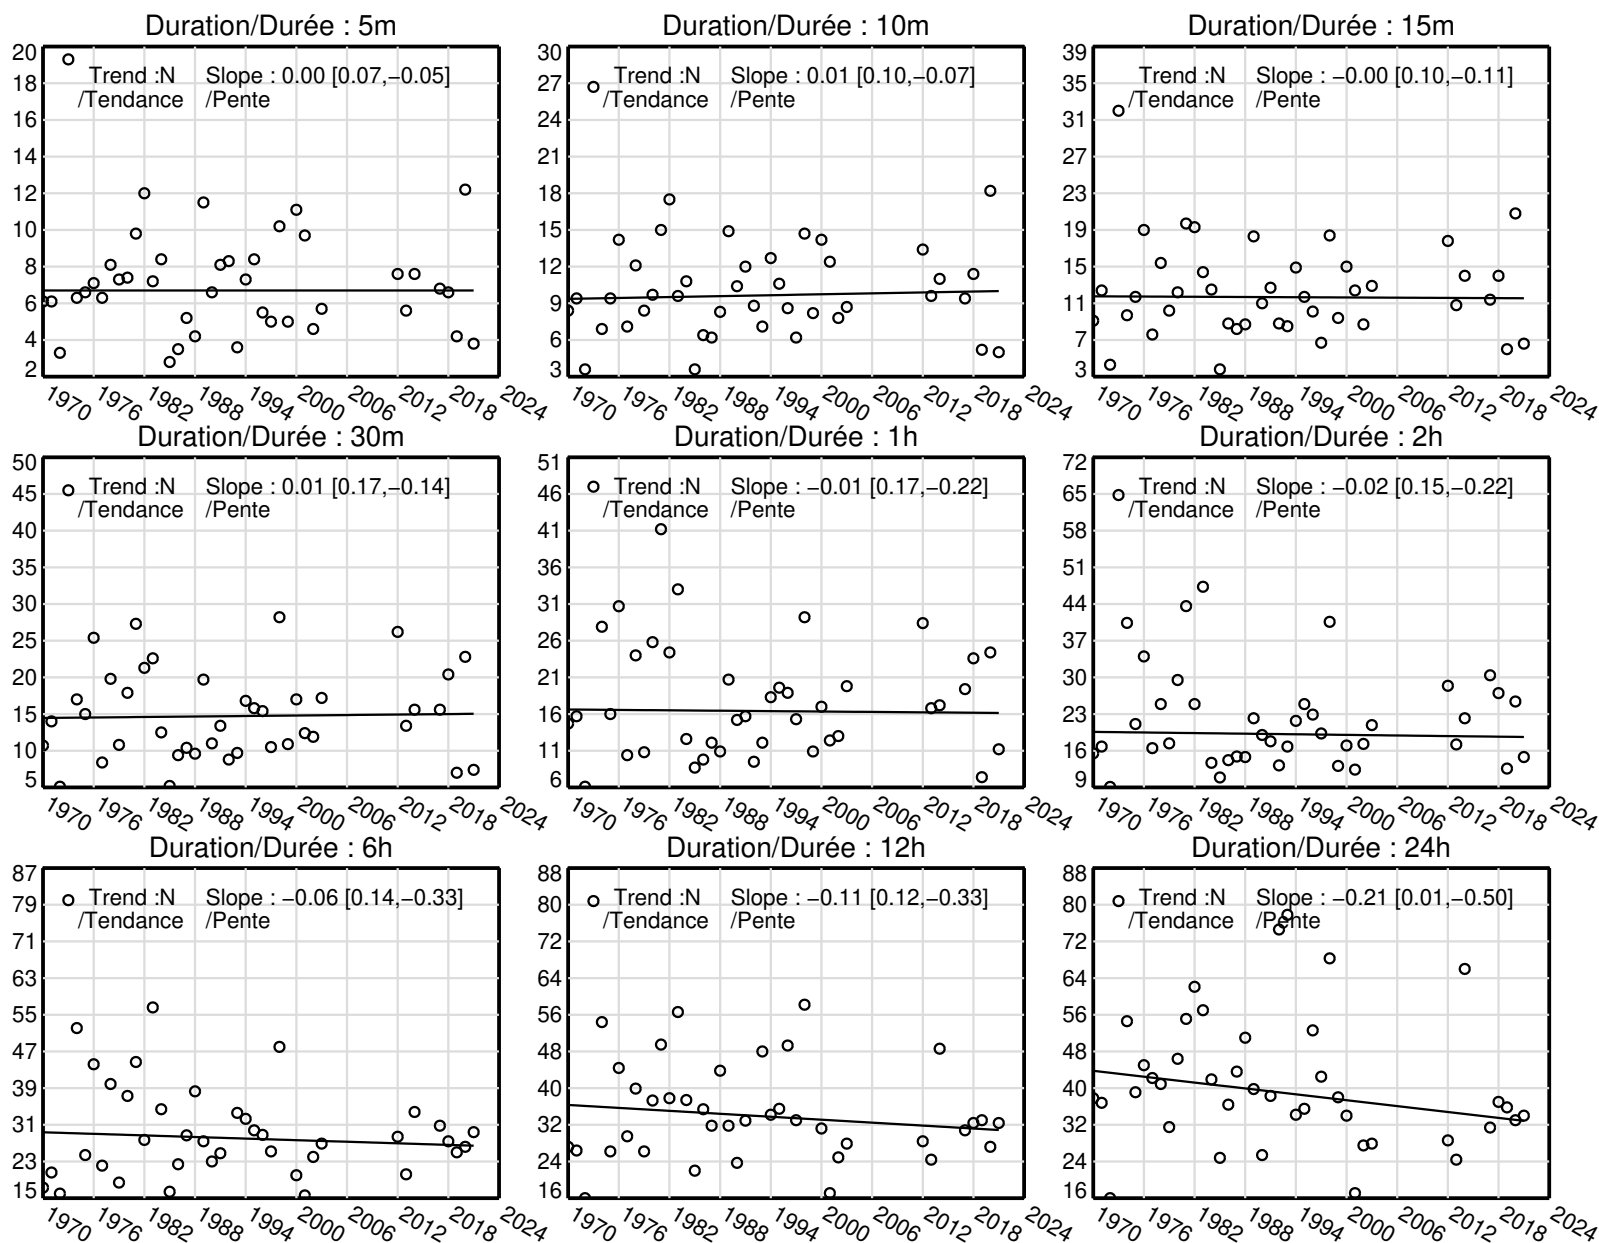 Duration/Durée : 5m
Trend :N Slope : 0.00 [0.07,−0.05]
/Tendance /Pente
20
18
16
14
12
10
8
6
4
2
1970 1976 1982 1988 1994 2000 2006 2012 2018 2024
Duration/Durée : 10m
Trend :N Slope : 0.01 [0.10,−0.07]
/Tendance /Pente
30
27
24
21
18
15
12
9
6
3
1970 1976 1982 1988 1994 2000 2006 2012 2018 2024
Duration/Durée : 15m
Trend :N Slope : −0.00 [0.10,−0.11]
/Tendance /Pente
39
35
31
27
23
19
15
11
7
3
1970 1976 1982 1988 1994 2000 2006 2012 2018 2024
Duration/Durée : 30m
Trend :N Slope : 0.01 [0.17,−0.14]
/Tendance /Pente
50
45
40
35
30
25
20
15
10
5
1970 1976 1982 1988 1994 2000 2006 2012 2018 2024
Duration/Durée : 1h
Trend :N Slope : −0.01 [0.17,−0.22]
/Tendance /Pente
51
46
41
36
31
26
21
16
11
6
1970 1976 1982 1988 1994 2000 2006 2012 2018 2024
Duration/Durée : 2h
Trend :N Slope : −0.02 [0.15,−0.22]
/Tendance /Pente
72
65
58
51
44
37
30
23
16
9
1970 1976 1982 1988 1994 2000 2006 2012 2018 2024
Duration/Durée : 6h
Trend :N Slope : −0.06 [0.14,−0.33]
/Tendance /Pente
87
79
71
63
55
47
39
31
23
15
1970 1976 1982 1988 1994 2000 2006 2012 2018 2024
Duration/Durée : 12h
Trend :N Slope : −0.11 [0.12,−0.33]
/Tendance /Pente
88
80
72
64
56
48
40
32
24
16
1970 1976 1982 1988 1994 2000 2006 2012 2018 2024
Duration/Durée : 24h
Trend :N Slope : −0.21 [0.01,−0.50]
/Tendance /Pente
88
80
72
64
56
48
40
32
24
16
1970 1976 1982 1988 1994 2000 2006 2012 2018 2024